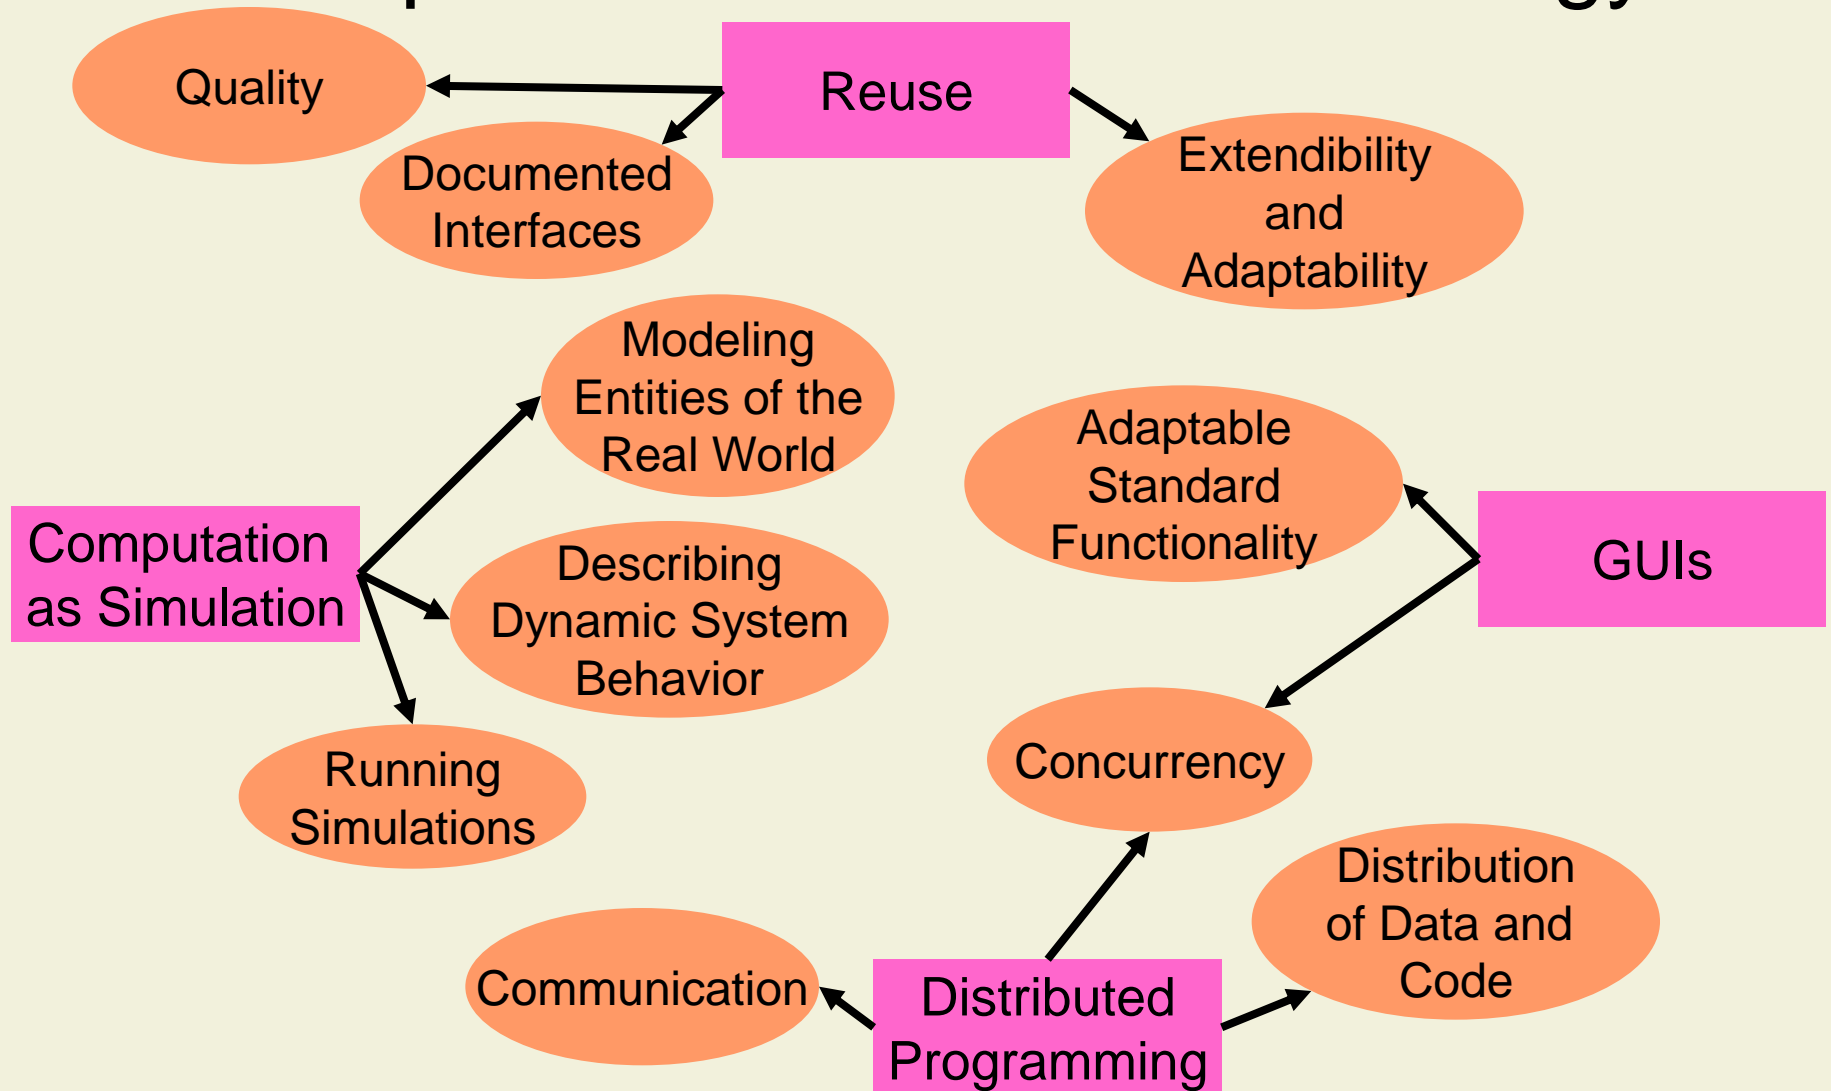 Quality
Reuse
Documented
Interfaces
Extendibility
and
Adaptability
Modeling
Entities of the
Real World
Adaptable
Standard
Functionality
Computation
as Simulation
Describing
Dynamic System
Behavior
GUIs
Running
Simulations
Concurrency
Distribution
of Data and
Code
Communication
Distributed
Programming